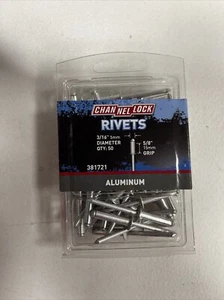 CHANNELLOCK
RIVETS
3/16" 5mm
DIAMETER
QTY: 50
5/8"
15mm
GRIP
381721
ALUMINUM